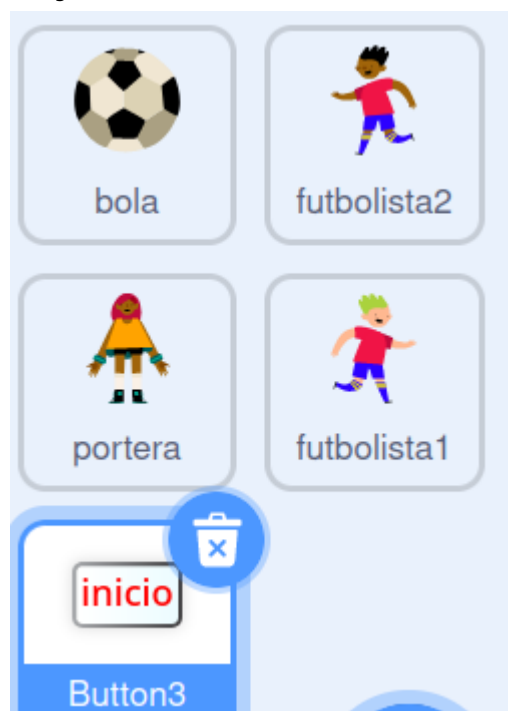 bola
futbolista2
portera
futbolista1
inicio
Button3